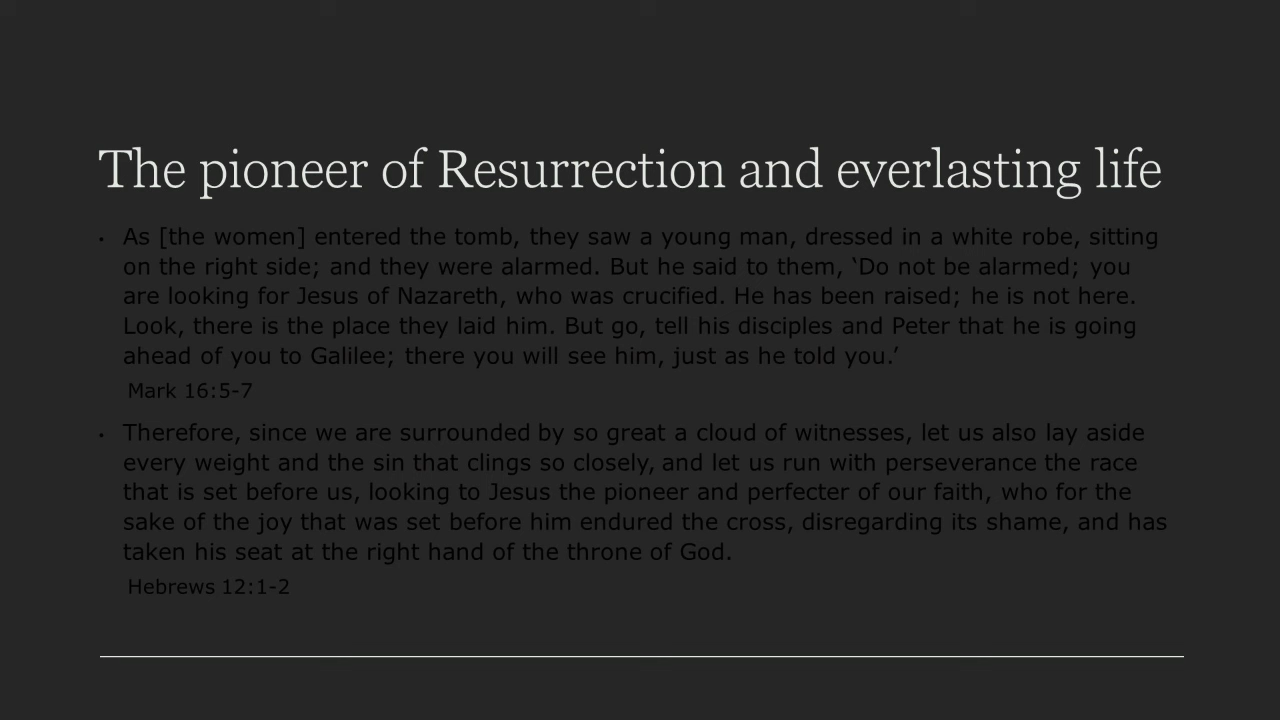 The pioneer of Resurrection and everlasting life
• As [the women] entered the tomb, they saw a young man, dressed in a white robe, sitting
on the right side; and they were alarmed. But he said to them, ‘Do not be alarmed; you
are looking for Jesus of Nazareth, who was crucified. He has been raised; he is not here.
Look, there is the place they laid him. But go, tell his disciples and Peter that he is going
ahead of you to Galilee; there you will see him, just as he told you.’
Mark 16:5-7
• Therefore, since we are surrounded by so great a cloud of witnesses, let us also lay aside
every weight and the sin that clings so closely, and let us run with perseverance the race
that is set before us, looking to Jesus the pioneer and perfecter of our faith, who for the
sake of the joy that was set before him endured the cross, disregarding its shame, and has
taken his seat at the right hand of the throne of God.
Hebrews 12:1-2